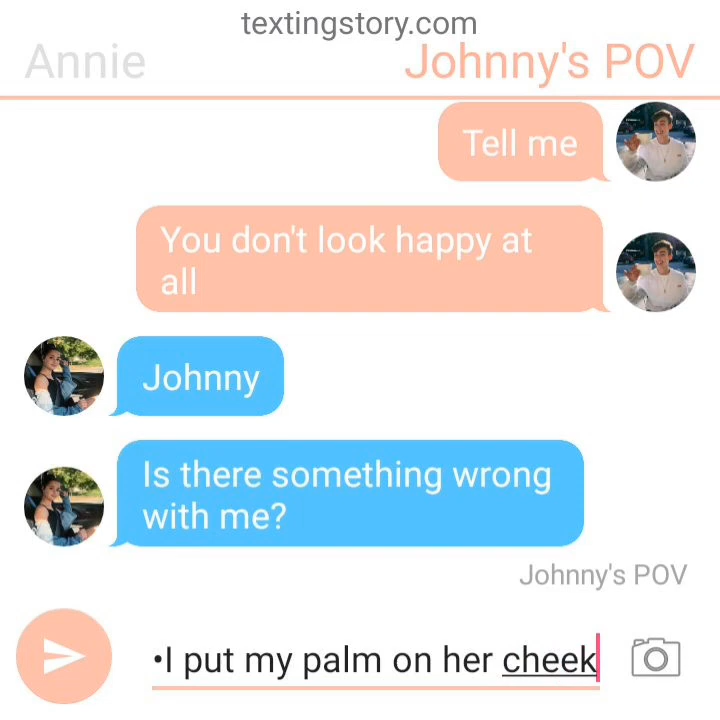 textingstory.com
Annie
Johnny's POV
Tell me
You don't look happy at
all
Johnny
Is there something wrong
with me?
Johnny's POV
•I put my palm on her cheek